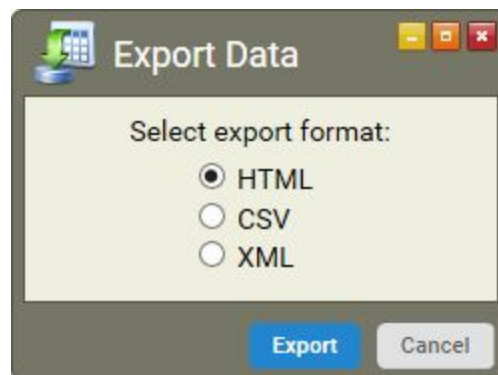 Export Data
Select export format:
HTML
CSV
XML
Export Cancel